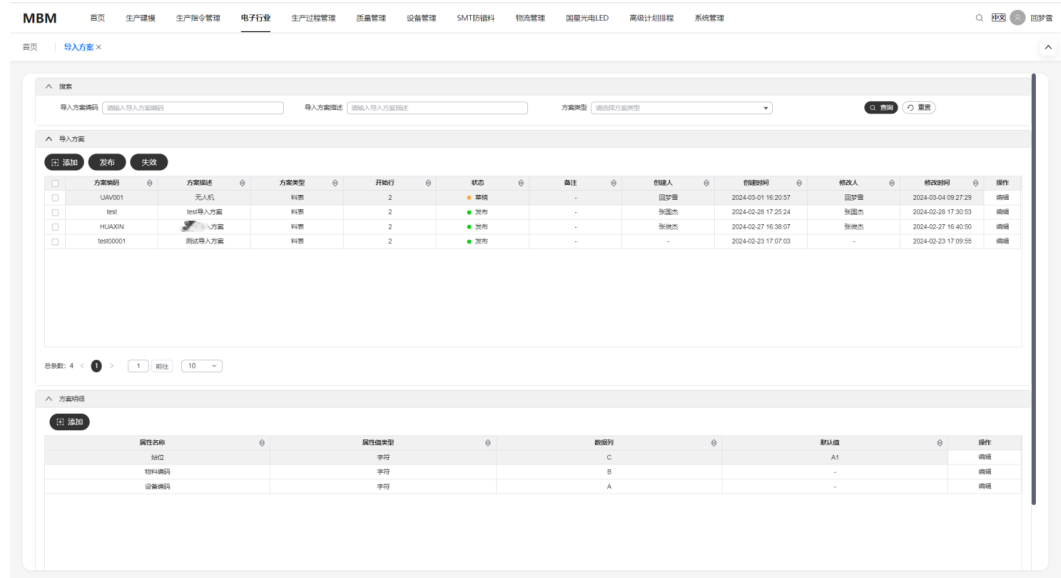 MBM 首页 生产建模 生产指令管理 电子行业 生产过程管理 质量管理 设备管理 SMT防错料 物流管理 国星光电LED 高级计划排程 系统管理 中文 回梦雪
首页 导入方案 ×
搜索
导入方案编码 请输入导入方案编码 导入方案描述 请输入导入方案描述 方案类型 请选择方案类型 查询 重置
导入方案
添加 发布 失效
方案编码 方案描述 方案类型 开始行 状态 备注 创建人 创建时间 修改人 修改时间 操作
UAV001 无人机 料表 2 草稿 - 回梦雪 2024-03-01 16:20:57 回梦雪 2024-03-04 09:27:29 编辑
test test导入方案 料表 2 发布 - 张国杰 2024-02-28 17:25:24 张国杰 2024-02-28 17:30:53 编辑
HUAXIN 入方案 料表 2 发布 - 张俊杰 2024-02-27 16:38:07 张俊杰 2024-02-27 16:40:50 编辑
test00001 测试导入方案 料表 2 发布 - - 2024-02-23 17:07:03 - 2024-02-23 17:09:55 编辑
总条数: 4 < 1 > 1 前往 10
方案明细
添加
属性名称 属性值类型 数据列 默认值 操作
站位 字符 C A1 编辑
物料编码 字符 B - 编辑
设备编码 字符 A - 编辑